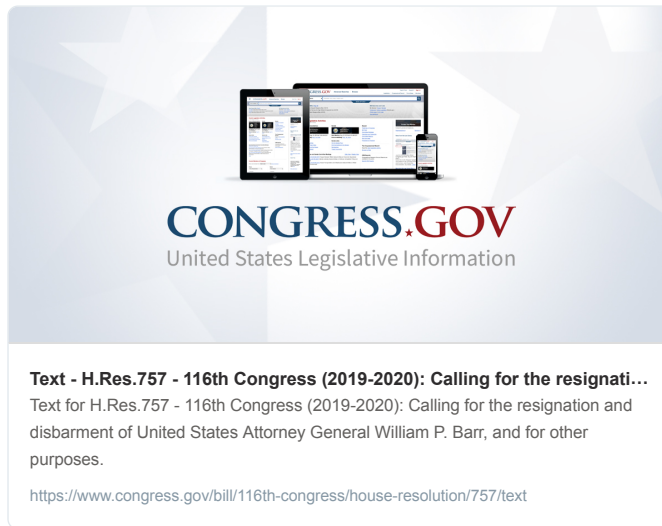 CONGRESS.GOV
United States Legislative Information
Text - H.Res.757 - 116th Congress (2019-2020): Calling for the resignati…
Text for H.Res.757 - 116th Congress (2019-2020): Calling for the resignation and
disbarment of United States Attorney General William P. Barr, and for other
purposes.
https://www.congress.gov/bill/116th-congress/house-resolution/757/text